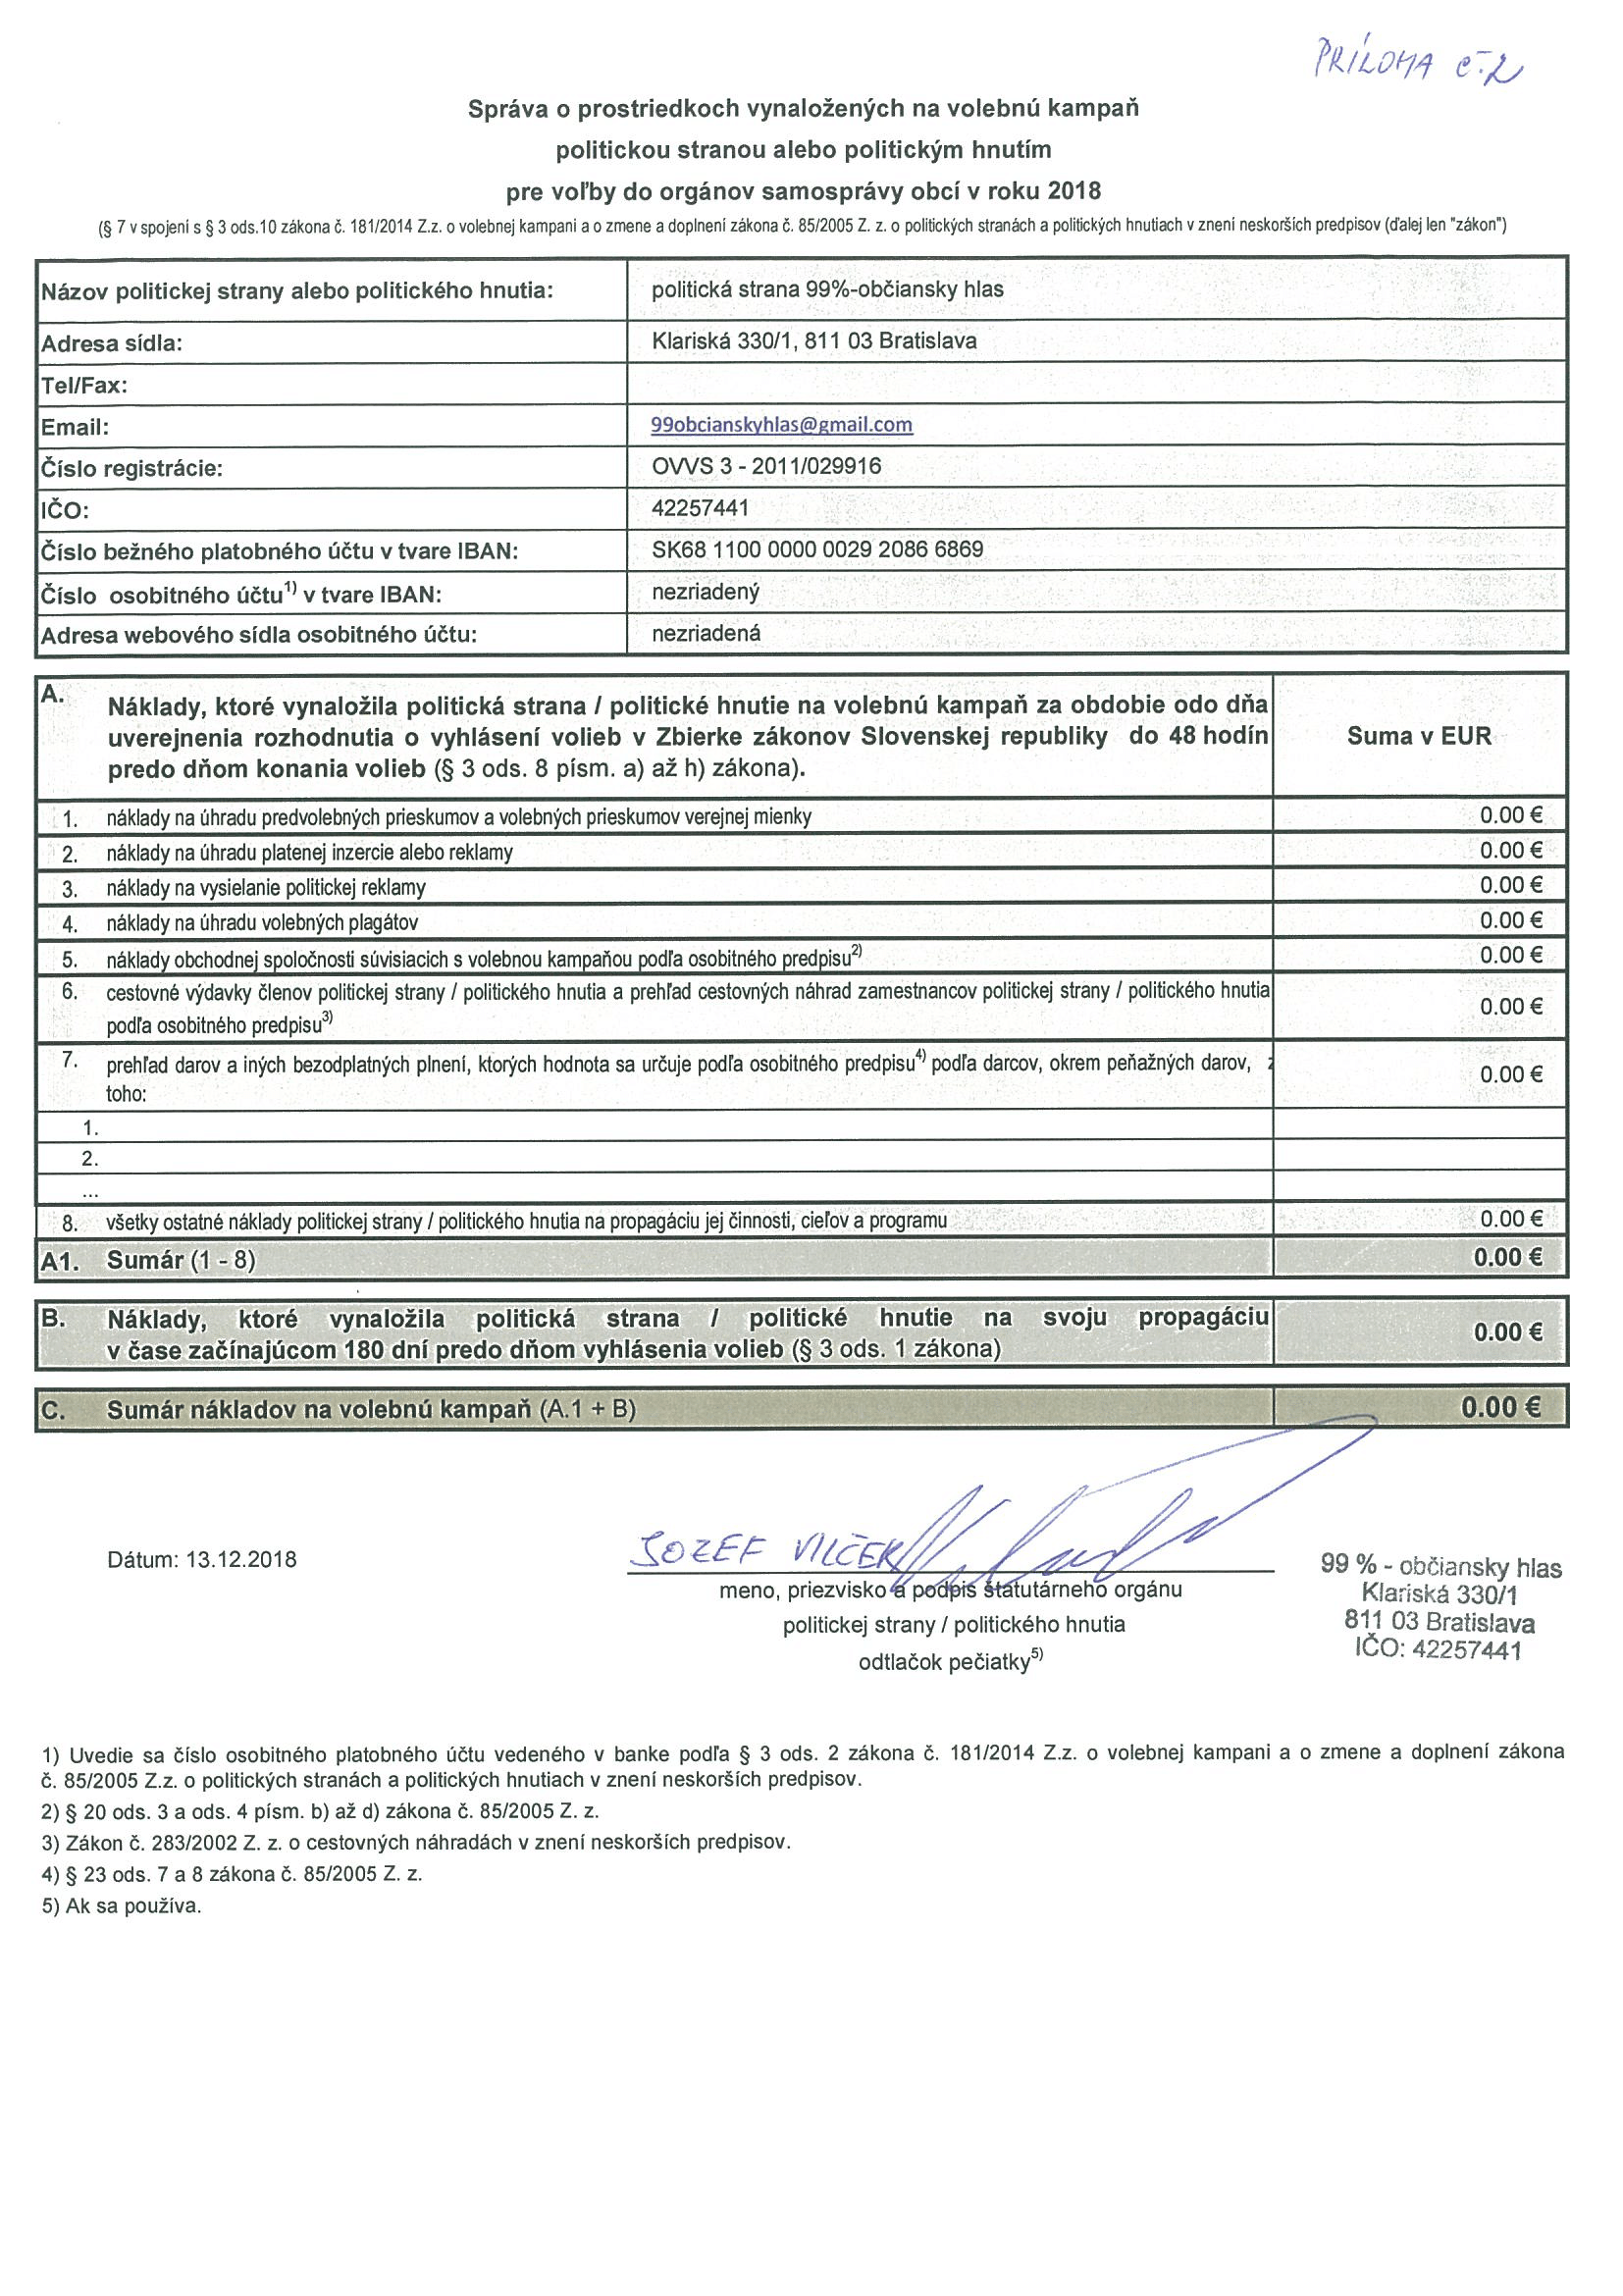 PRÍLOHA č. 2
Správa o prostriedkoch vynaložených na volebnú kampaň
politickou stranou alebo politickým hnutím
pre voľby do orgánov samosprávy obcí v roku 2018
(§ 7 v spojení s § 3 ods.10 zákona č. 181/2014 Z.z. o volebnej kampani a o zmene a doplnení zákona č. 85/2005 Z. z. o politických stranách a politických hnutiach v znení neskorších predpisov (ďalej len "zákon")
Názov politickej strany alebo politického hnutia: politická strana 99%-občiansky hlas
Adresa sídla: Klariská 330/1, 811 03 Bratislava
Tel/Fax:
Email: 99obcianskyhlas@gmail.com
Číslo registrácie: OVVS 3 - 2011/029916
IČO: 42257441
Číslo bežného platobného účtu v tvare IBAN: SK68 1100 0000 0029 2086 6869
Číslo osobitného účtu1) v tvare IBAN: nezriadený
Adresa webového sídla osobitného účtu: nezriadená
A. Náklady, ktoré vynaložila politická strana / politické hnutie na volebnú kampaň za obdobie odo dňa
uverejnenia rozhodnutia o vyhlásení volieb v Zbierke zákonov Slovenskej republiky do 48 hodín Suma v EUR
predo dňom konania volieb (§ 3 ods. 8 písm. a) až h) zákona).
1. náklady na úhradu predvolebných prieskumov a volebných prieskumov verejnej mienky 0.00 €
2. náklady na úhradu platenej inzercie alebo reklamy 0.00 €
3. náklady na vysielanie politickej reklamy 0.00 €
4. náklady na úhradu volebných plagátov 0.00 €
5. náklady obchodnej spoločnosti súvisiacich s volebnou kampaňou podľa osobitného predpisu2) 0.00 €
6. cestovné výdavky členov politickej strany / politického hnutia a prehľad cestovných náhrad zamestnancov politickej strany / politického hnutia
podľa osobitného predpisu3) 0.00 €
7. prehľad darov a iných bezodplatných plnení, ktorých hodnota sa určuje podľa osobitného predpisu4) podľa darcov, okrem peňažných darov, z
toho: 0.00 €
1.
2.
...
8. všetky ostatné náklady politickej strany / politického hnutia na propagáciu jej činnosti, cieľov a programu 0.00 €
A1. Sumár (1 - 8) 0.00 €
B. Náklady, ktoré vynaložila politická strana / politické hnutie na svoju propagáciu
v čase začínajúcom 180 dní predo dňom vyhlásenia volieb (§ 3 ods. 1 zákona) 0.00 €
C. Sumár nákladov na volebnú kampaň (A.1 + B) 0.00 €
Dátum: 13.12.2018
JOZEF VILČEK
meno, priezvisko a podpis štatutárneho orgánu
politickej strany / politického hnutia
odtlačok pečiatky5)
99 % - občiansky hlas
Klariská 330/1
811 03 Bratislava
IČO: 42257441
1) Uvedie sa číslo osobitného platobného účtu vedeného v banke podľa § 3 ods. 2 zákona č. 181/2014 Z.z. o volebnej kampani a o zmene a doplnení zákona
č. 85/2005 Z.z. o politických stranách a politických hnutiach v znení neskorších predpisov.
2) § 20 ods. 3 a ods. 4 písm. b) až d) zákona č. 85/2005 Z. z.
3) Zákon č. 283/2002 Z. z. o cestovných náhradách v znení neskorších predpisov.
4) § 23 ods. 7 a 8 zákona č. 85/2005 Z. z.
5) Ak sa používa.